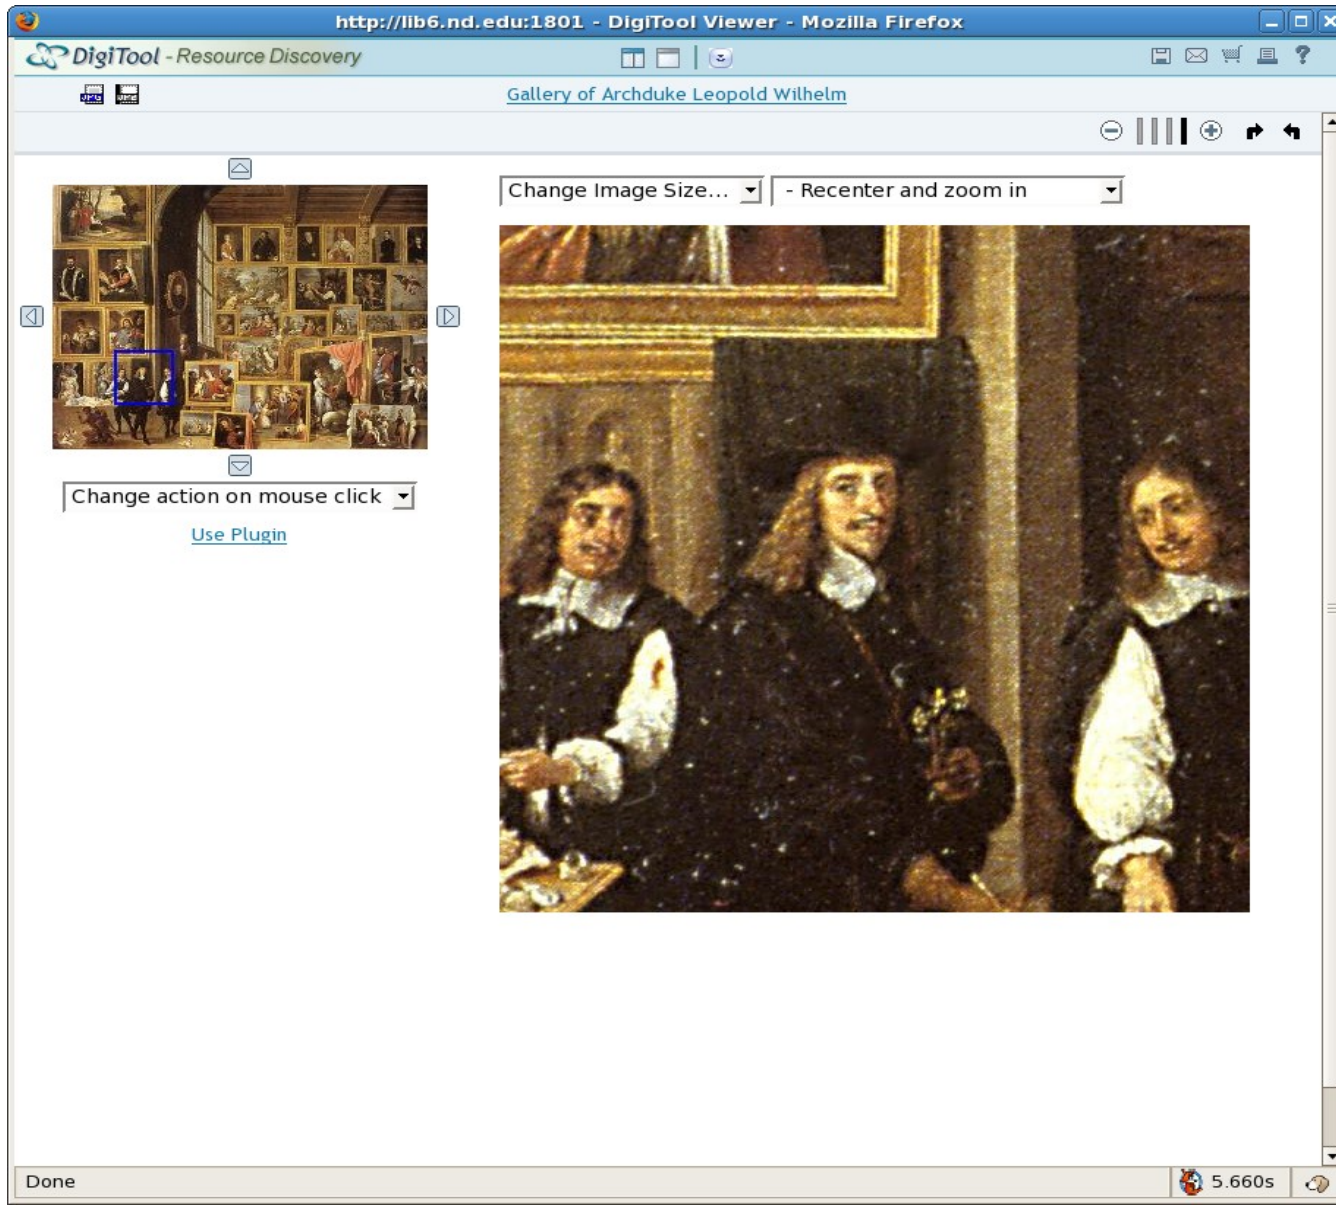 http://lib6.nd.edu:1801 - DigiTool Viewer - Mozilla Firefox
DigiTool - Resource Discovery
?
JPG
Gallery of Archduke Leopold Wilhelm
Change Image Size... - Recenter and zoom in
Change action on mouse click
Use Plugin
Done 5.660s